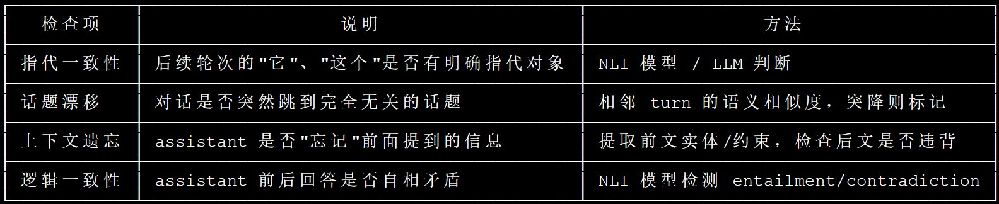 检查项 说明 方法
指代一致性 后续轮次的"它"、"这个"是否有明确指代对象 NLI 模型 / LLM 判断
话题漂移 对话是否突然跳到完全无关的话题 相邻 turn 的语义相似度，突降则标记
上下文遗忘 assistant 是否"忘记"前面提到的信息 提取前文实体/约束，检查后文是否违背
逻辑一致性 assistant 前后回答是否自相矛盾 NLI 模型检测 entailment/contradiction